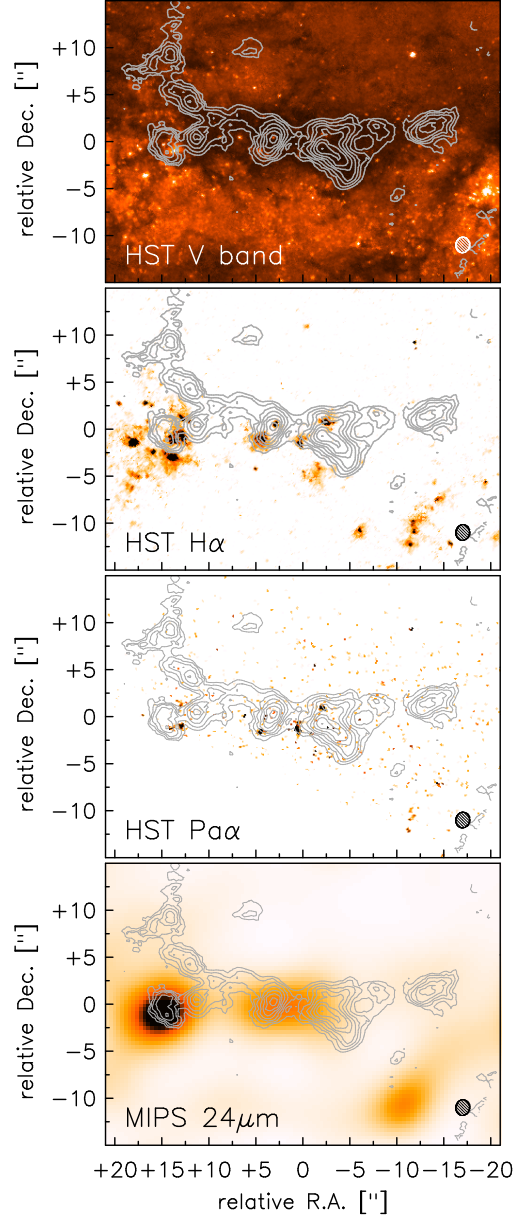 +10
+5
0
−5
−10
relative Dec. ["]
HST V band
+10
+5
0
−5
−10
relative Dec. ["]
HST Hα
+10
+5
0
−5
−10
relative Dec. ["]
HST Paα
+10
+5
0
−5
−10
relative Dec. ["]
MIPS 24μm
+20 +15 +10 +5 0 −5 −10 −15 −20
relative R.A. ["]